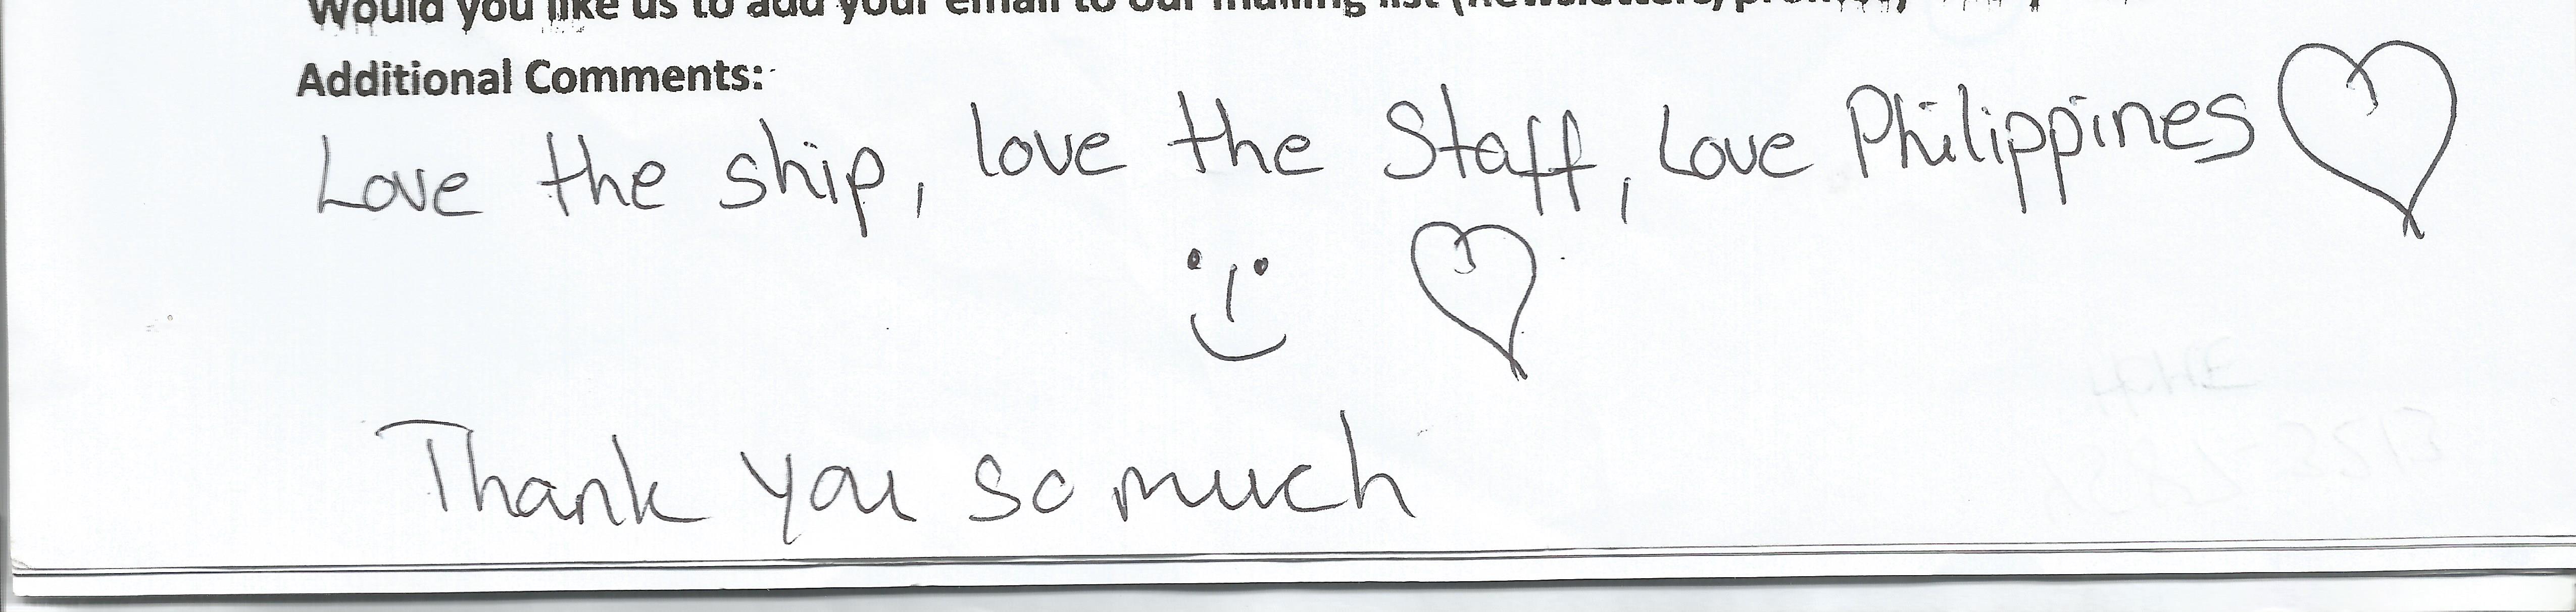 Would you like us to add your email to our mailing list (newsletters/
Additional Comments:
Love the ship, love the Staff, Love Philippines
Thank you so much